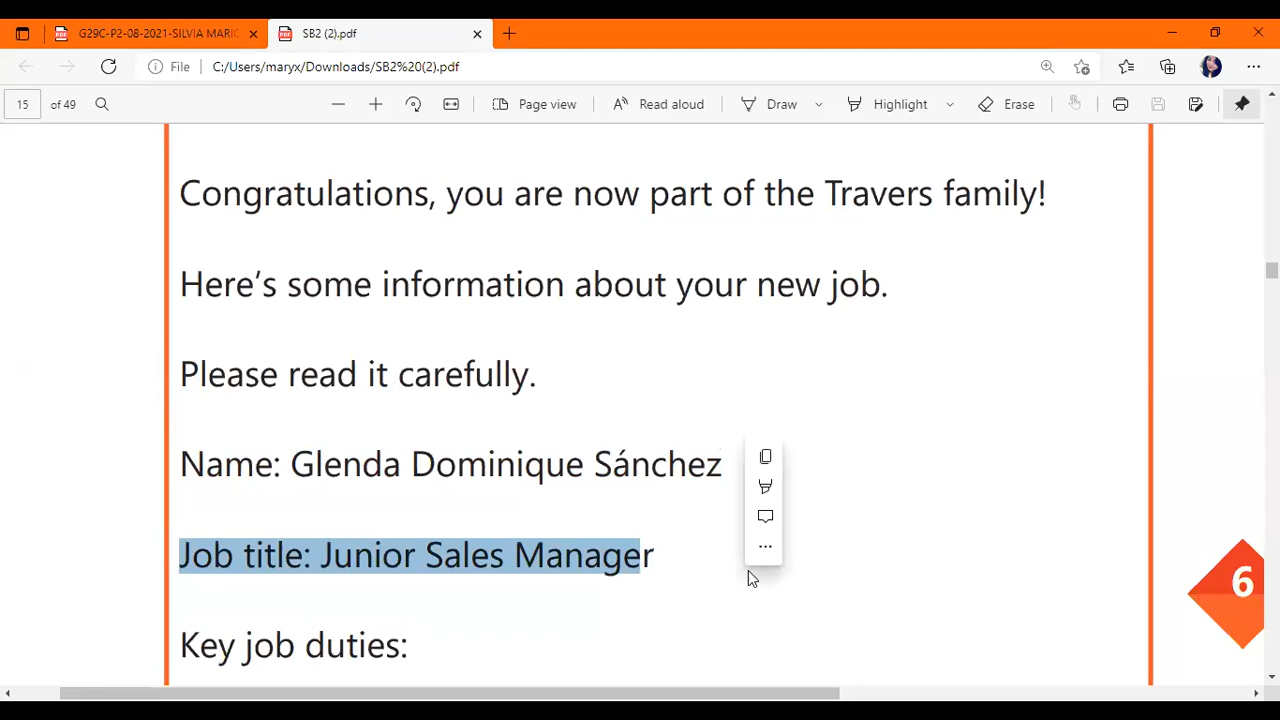 G29C-P2-08-2021-SILVIA MARIC
SB2 (2).pdf
File C:/Users/maryx/Downloads/SB2%20(2).pdf
15 of 49 Page view Read aloud Draw Highlight Erase
Congratulations, you are now part of the Travers family!
Here’s some information about your new job.
Please read it carefully.
Name: Glenda Dominique Sánchez
Job title: Junior Sales Manager
Key job duties:
6